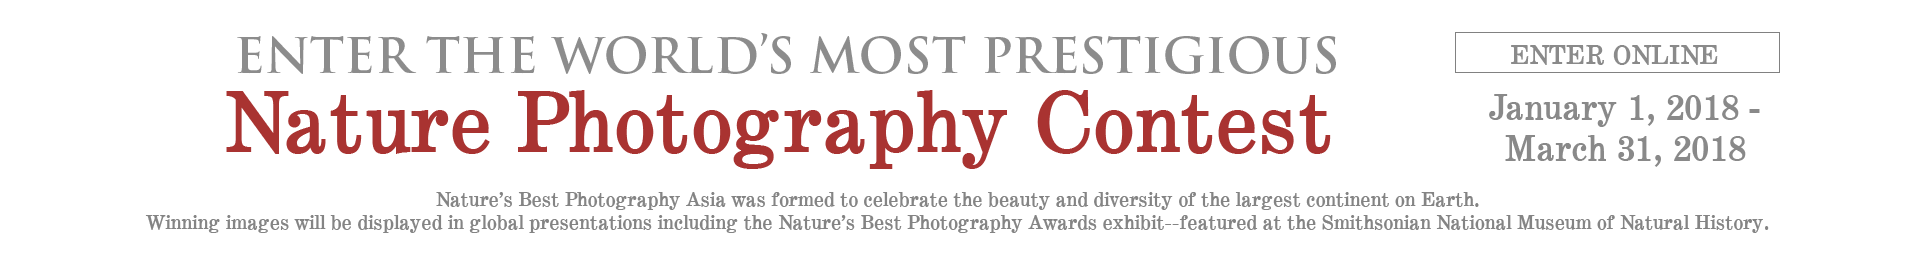 ENTER THE WORLD’S MOST PRESTIGIOUS
Nature Photography Contest
ENTER ONLINE
January 1, 2018 -
March 31, 2018
Nature’s Best Photography Asia was formed to celebrate the beauty and diversity of the largest continent on Earth.
Winning images will be displayed in global presentations including the Nature’s Best Photography Awards exhibit--featured at the Smithsonian National Museum of Natural History.